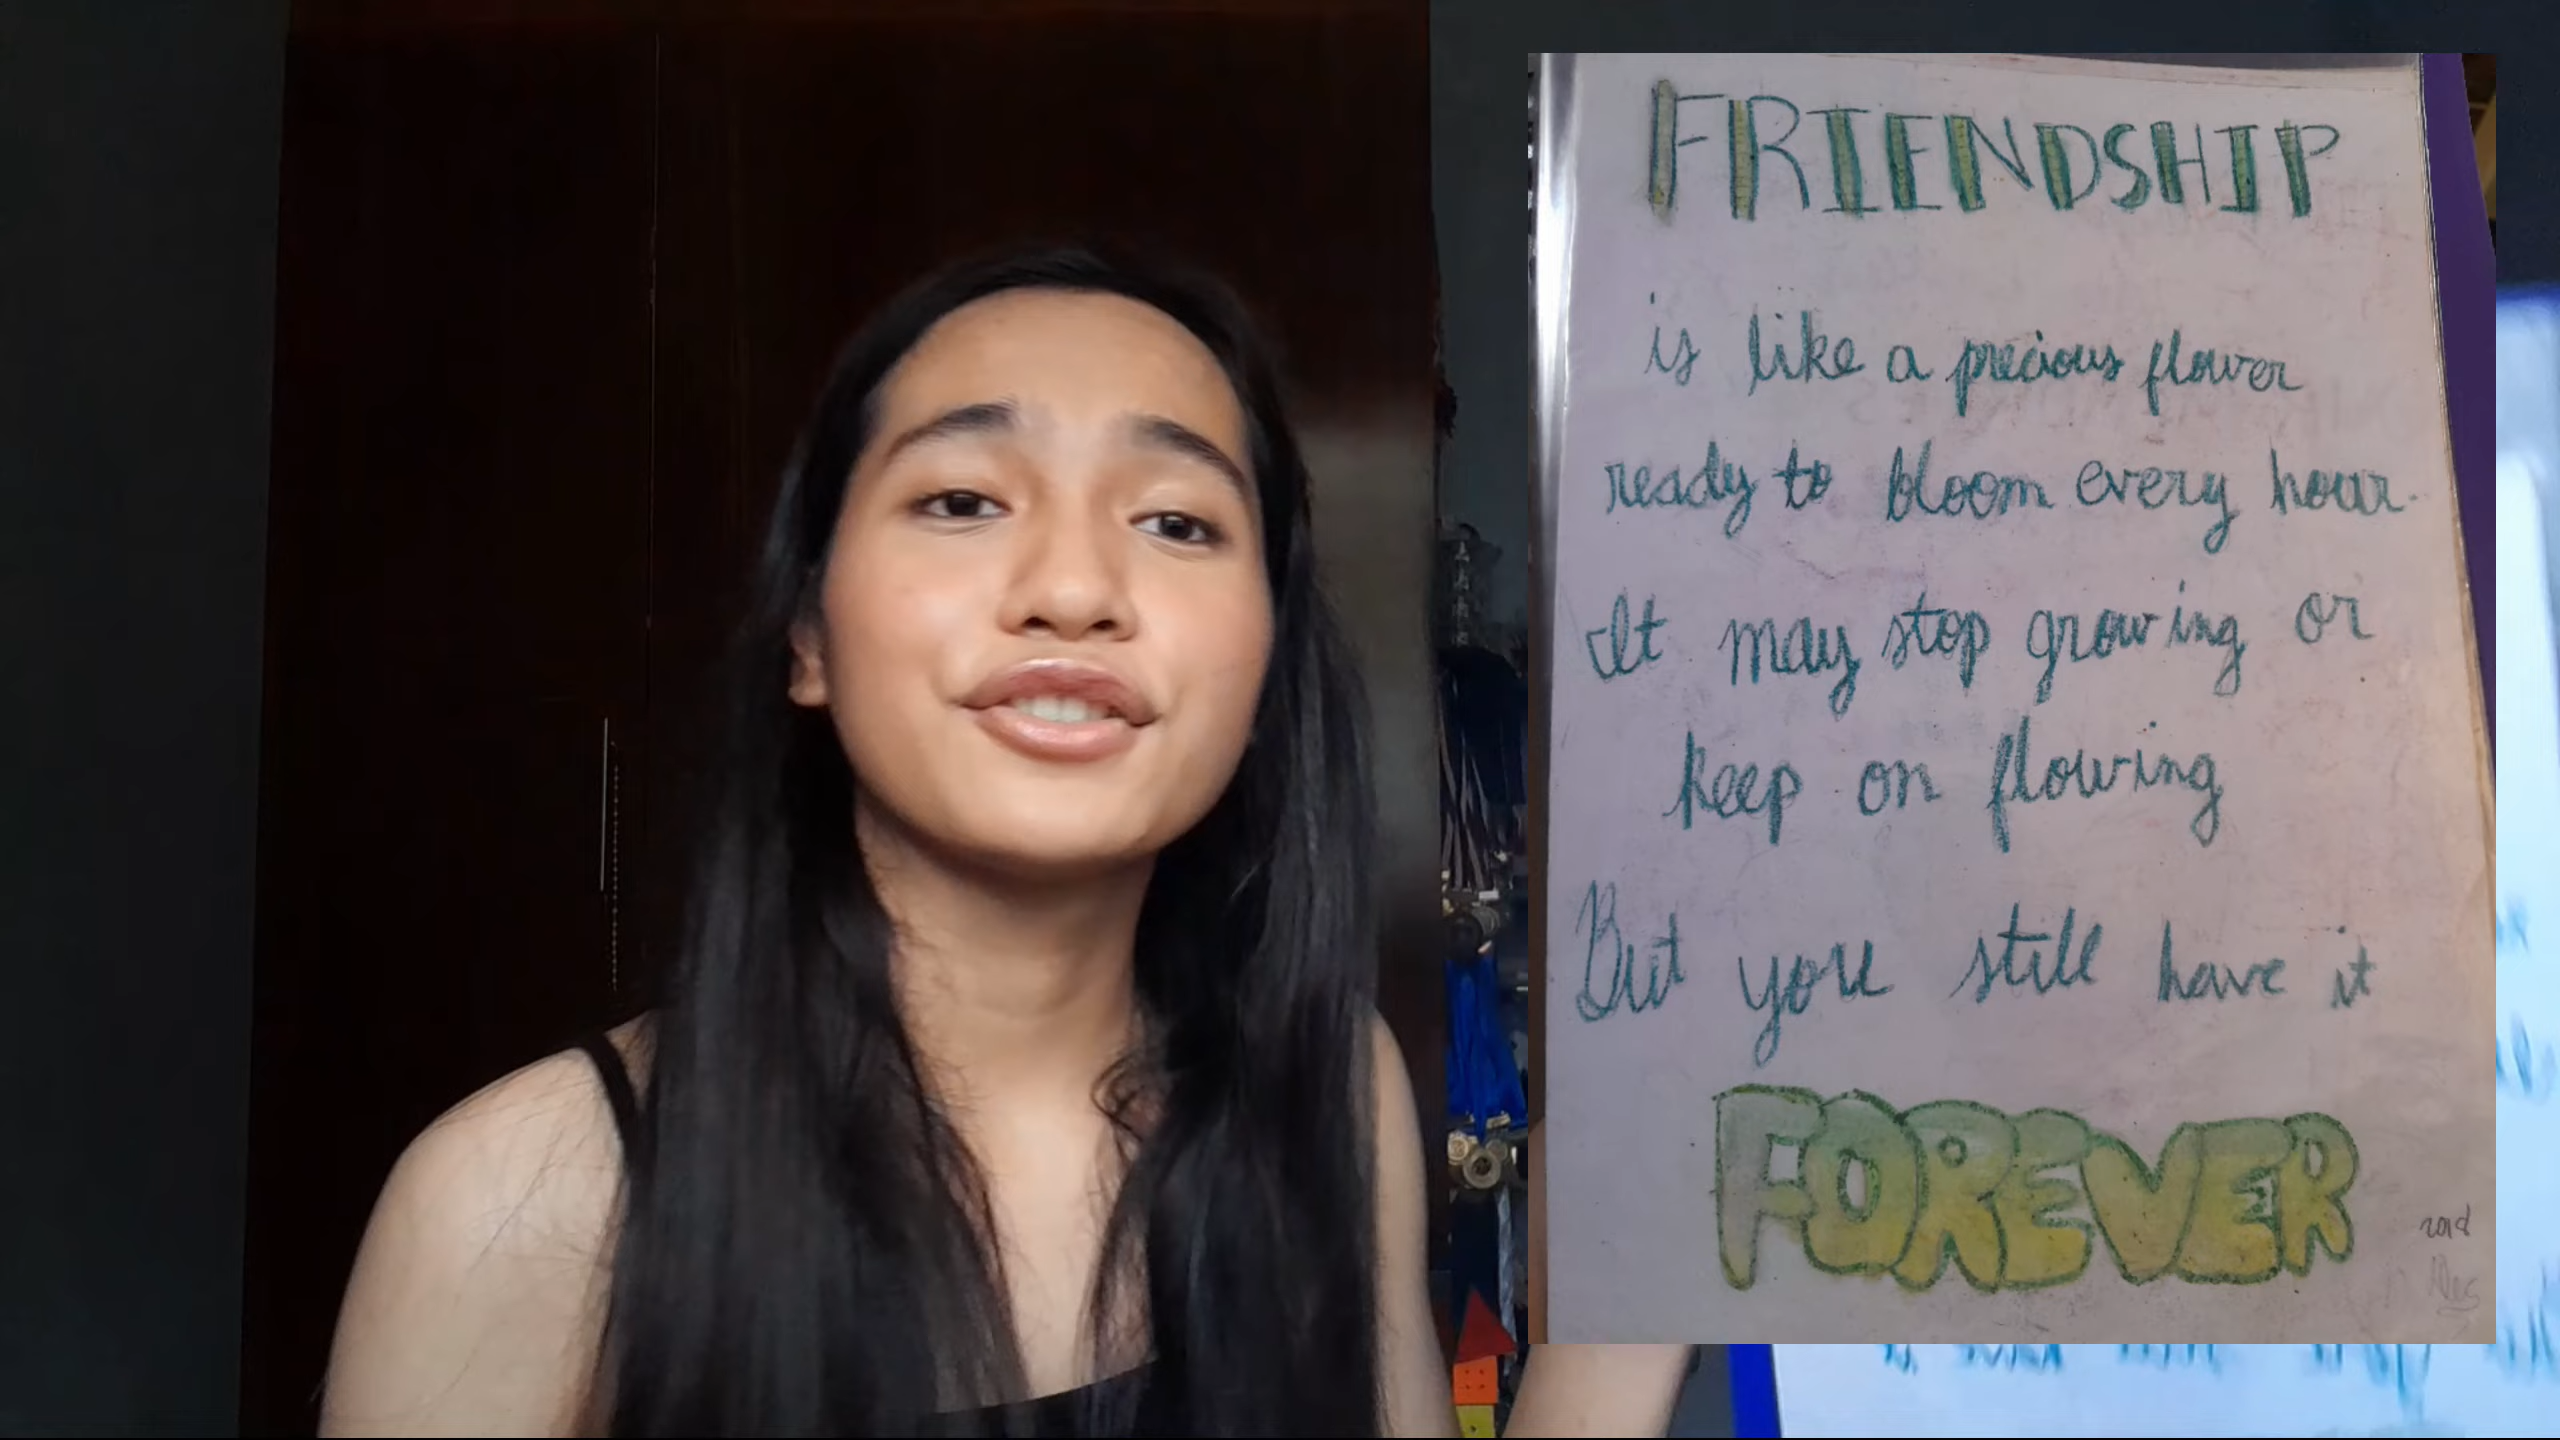 FRIENDSHIP
is like a precious flower
ready to bloom every hour.
It may stop growing or
keep on flowing
But you still have it
FOREVER